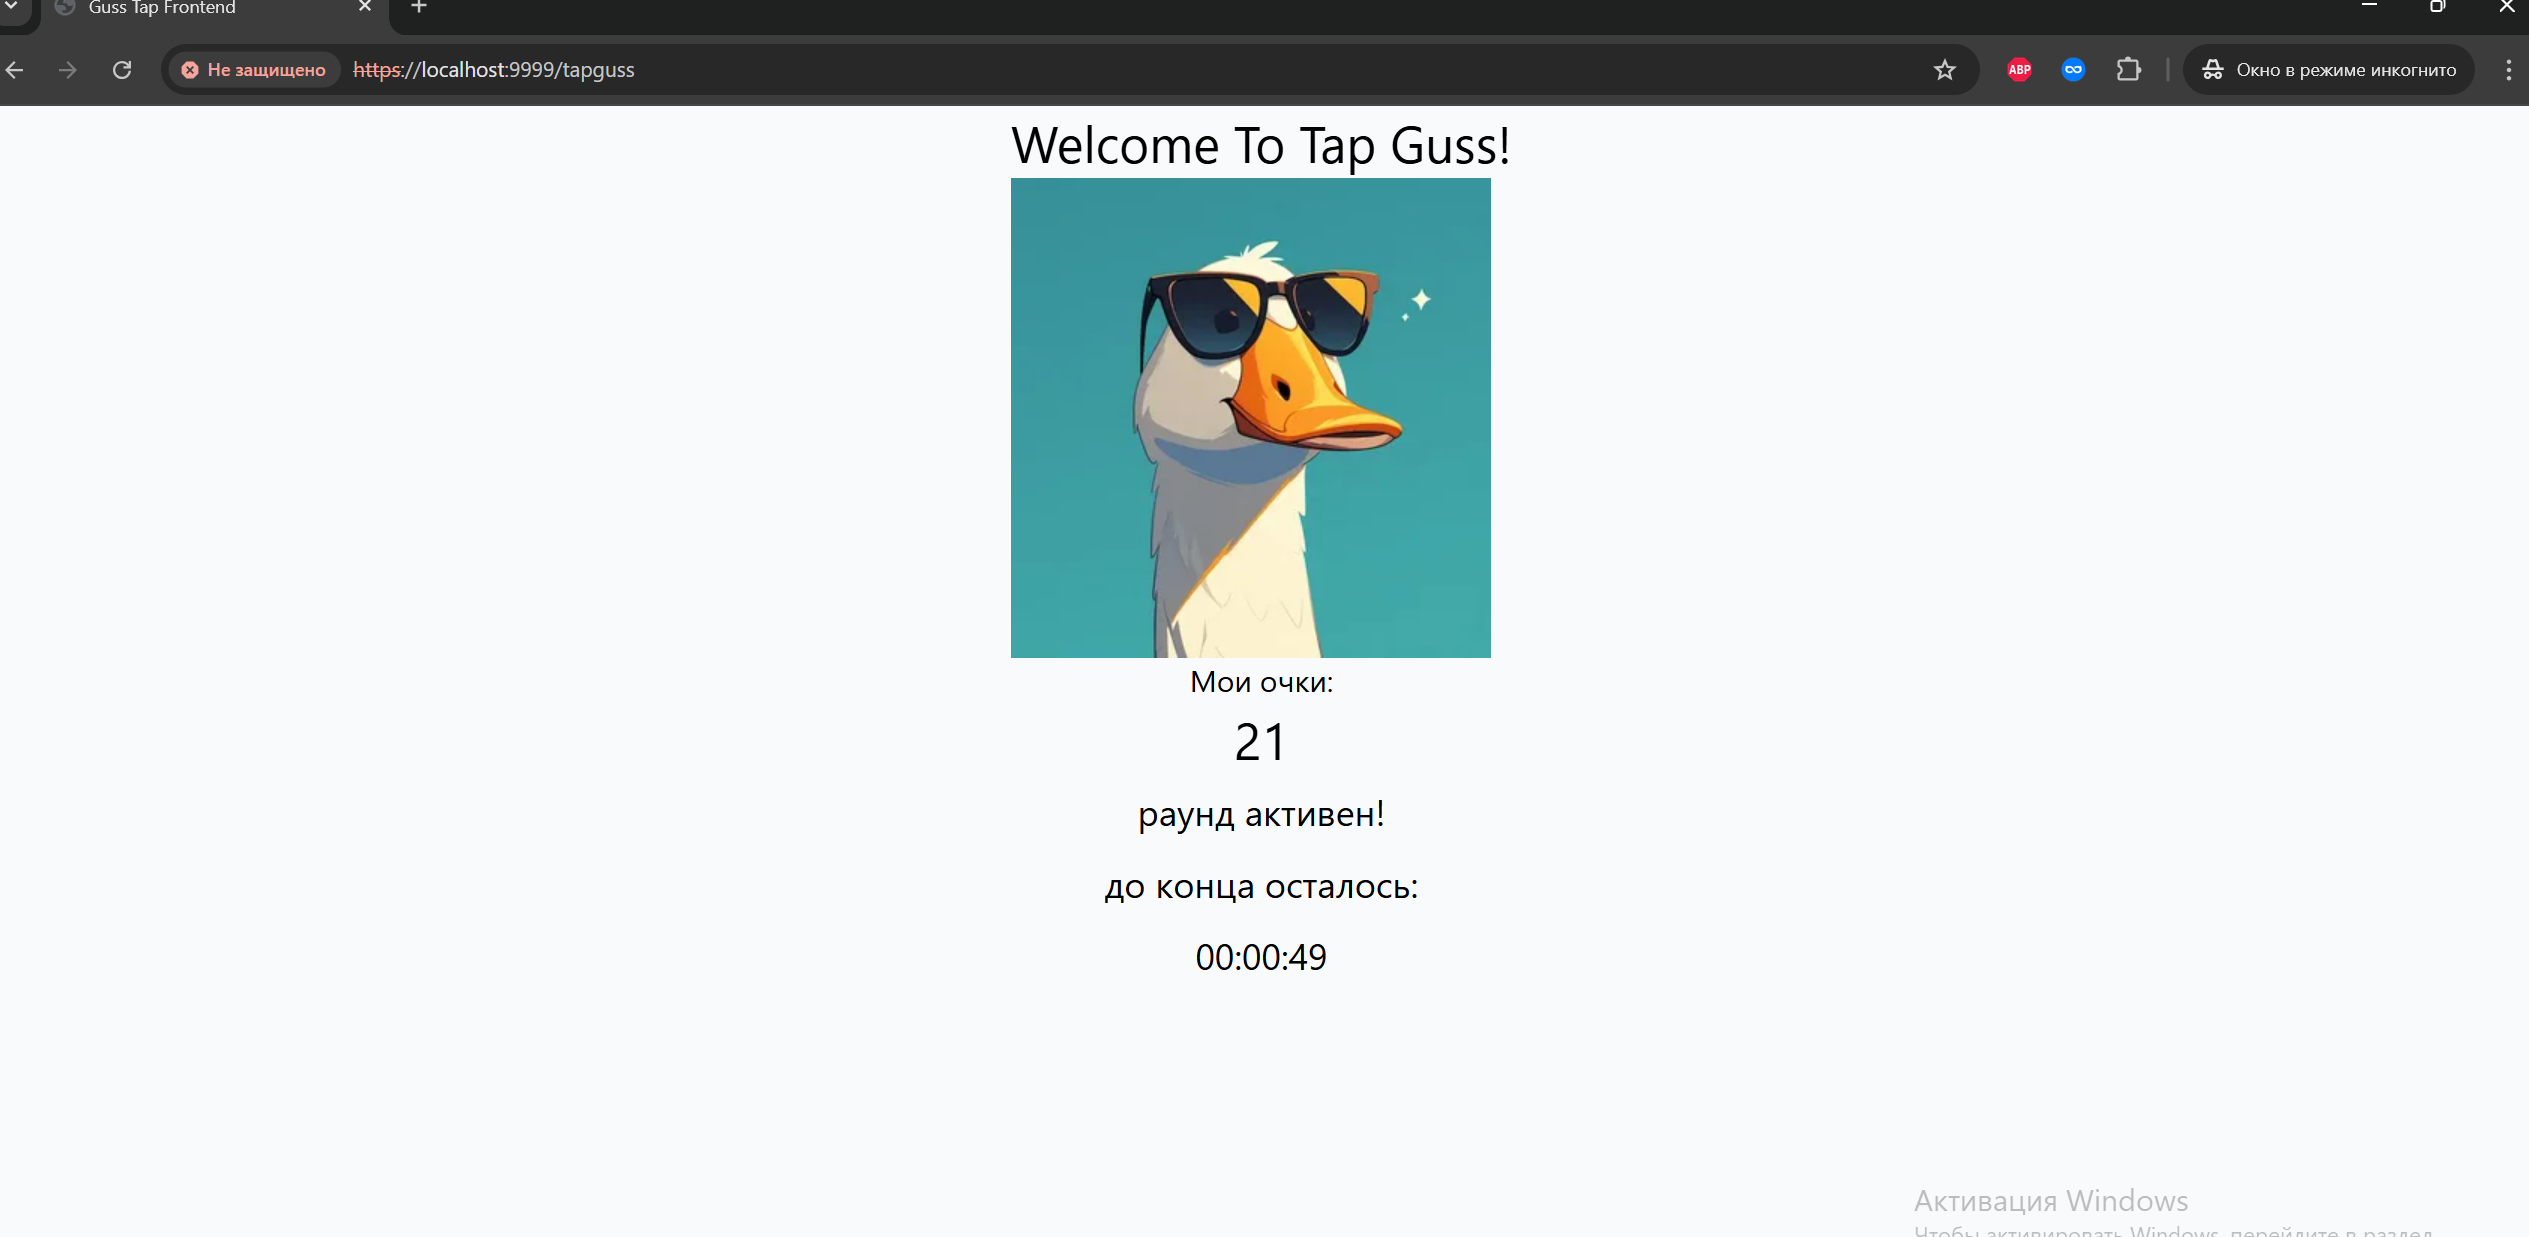 Guss Tap Frontend
Не защищено https://localhost:9999/tapguss ABP Окно в режиме инкогнито
Welcome To Tap Guss!
Мои очки:
21
раунд активен!
до конца осталось:
00:00:49
Активация Windows
Чтобы активировать Windows, перейдите в раздел